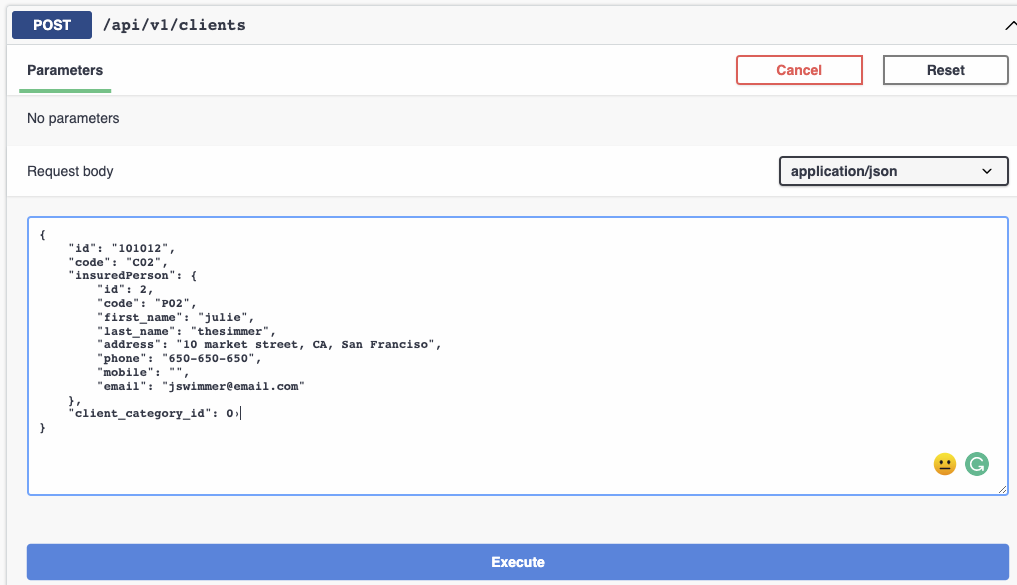 POST /api/v1/clients
Parameters
Cancel
Reset
No parameters
Request body
application/json
{
    "id": "101012",
    "code": "C02",
    "insuredPerson": {
        "id": 2,
        "code": "P02",
        "first_name": "julie",
        "last_name": "thesimmer",
        "address": "10 market street, CA, San Franciso",
        "phone": "650-650-650",
        "mobile": "",
        "email": "jswimmer@email.com"
    },
    "client_category_id": 0
}
Execute